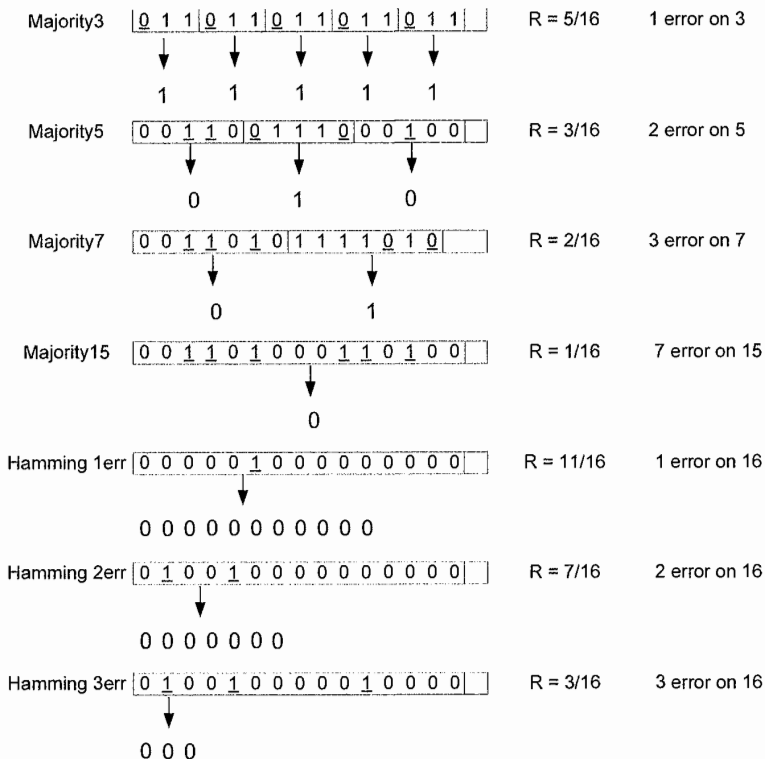 Majority3 0 1 1 0 1 1 0 1 1 0 1 1 0 1 1 R = 5/16 1 error on 3
1 1 1 1 1
Majority5 0 0 1 1 0 0 1 1 1 0 0 0 1 0 0 R = 3/16 2 error on 5
0 1 0
Majority7 0 0 1 1 0 1 0 1 1 1 1 0 1 0 R = 2/16 3 error on 7
0 1
Majority15 0 0 1 1 0 1 0 0 0 1 1 0 1 0 0 R = 1/16 7 error on 15
0
Hamming 1err 0 0 0 0 0 1 0 0 0 0 0 0 0 0 0 R = 11/16 1 error on 16
0 0 0 0 0 0 0 0 0 0 0
Hamming 2err 0 1 0 0 1 0 0 0 0 0 0 0 0 0 0 R = 7/16 2 error on 16
0 0 0 0 0 0 0
Hamming 3err 0 1 0 0 1 0 0 0 0 0 1 0 0 0 0 R = 3/16 3 error on 16
0 0 0